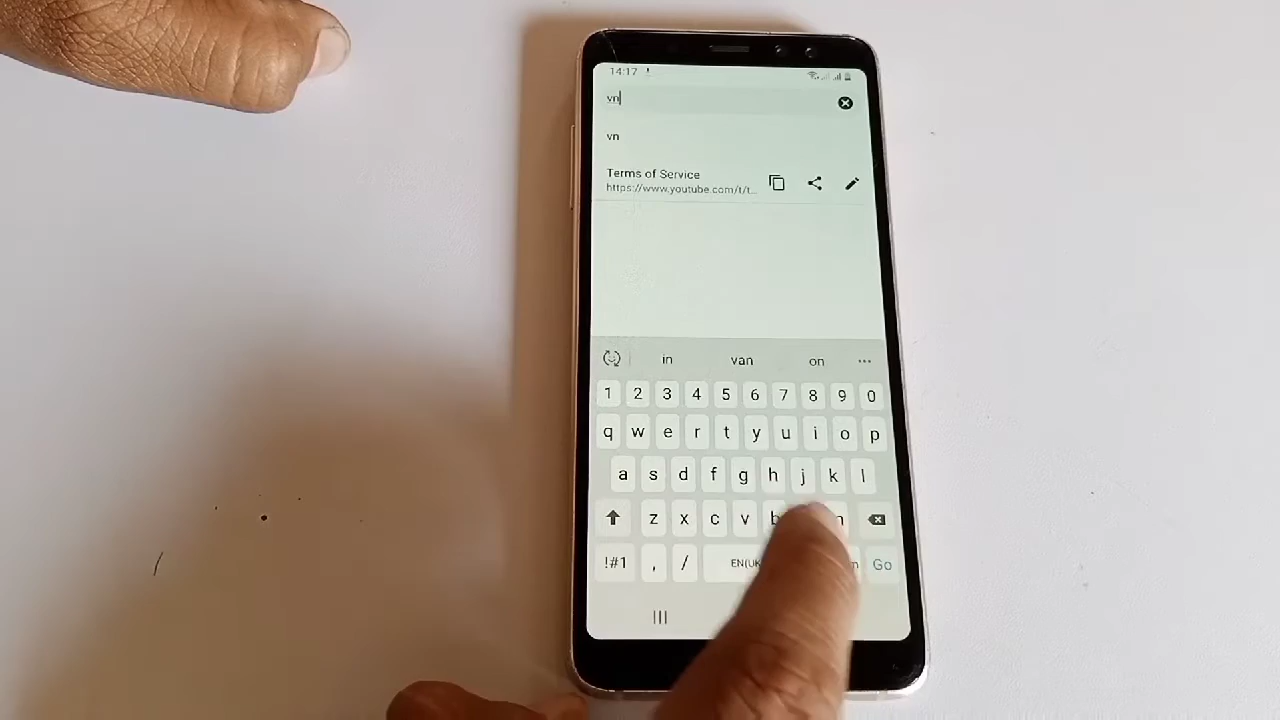 14:17
vn
vn
Terms of Service
https://www.youtube.com/t/t...
in van on
1 2 3 4 5 6 7 8 9 0
q w e r t y u i o p
a s d f g h j k l
z x c v b
!#1 , / Go